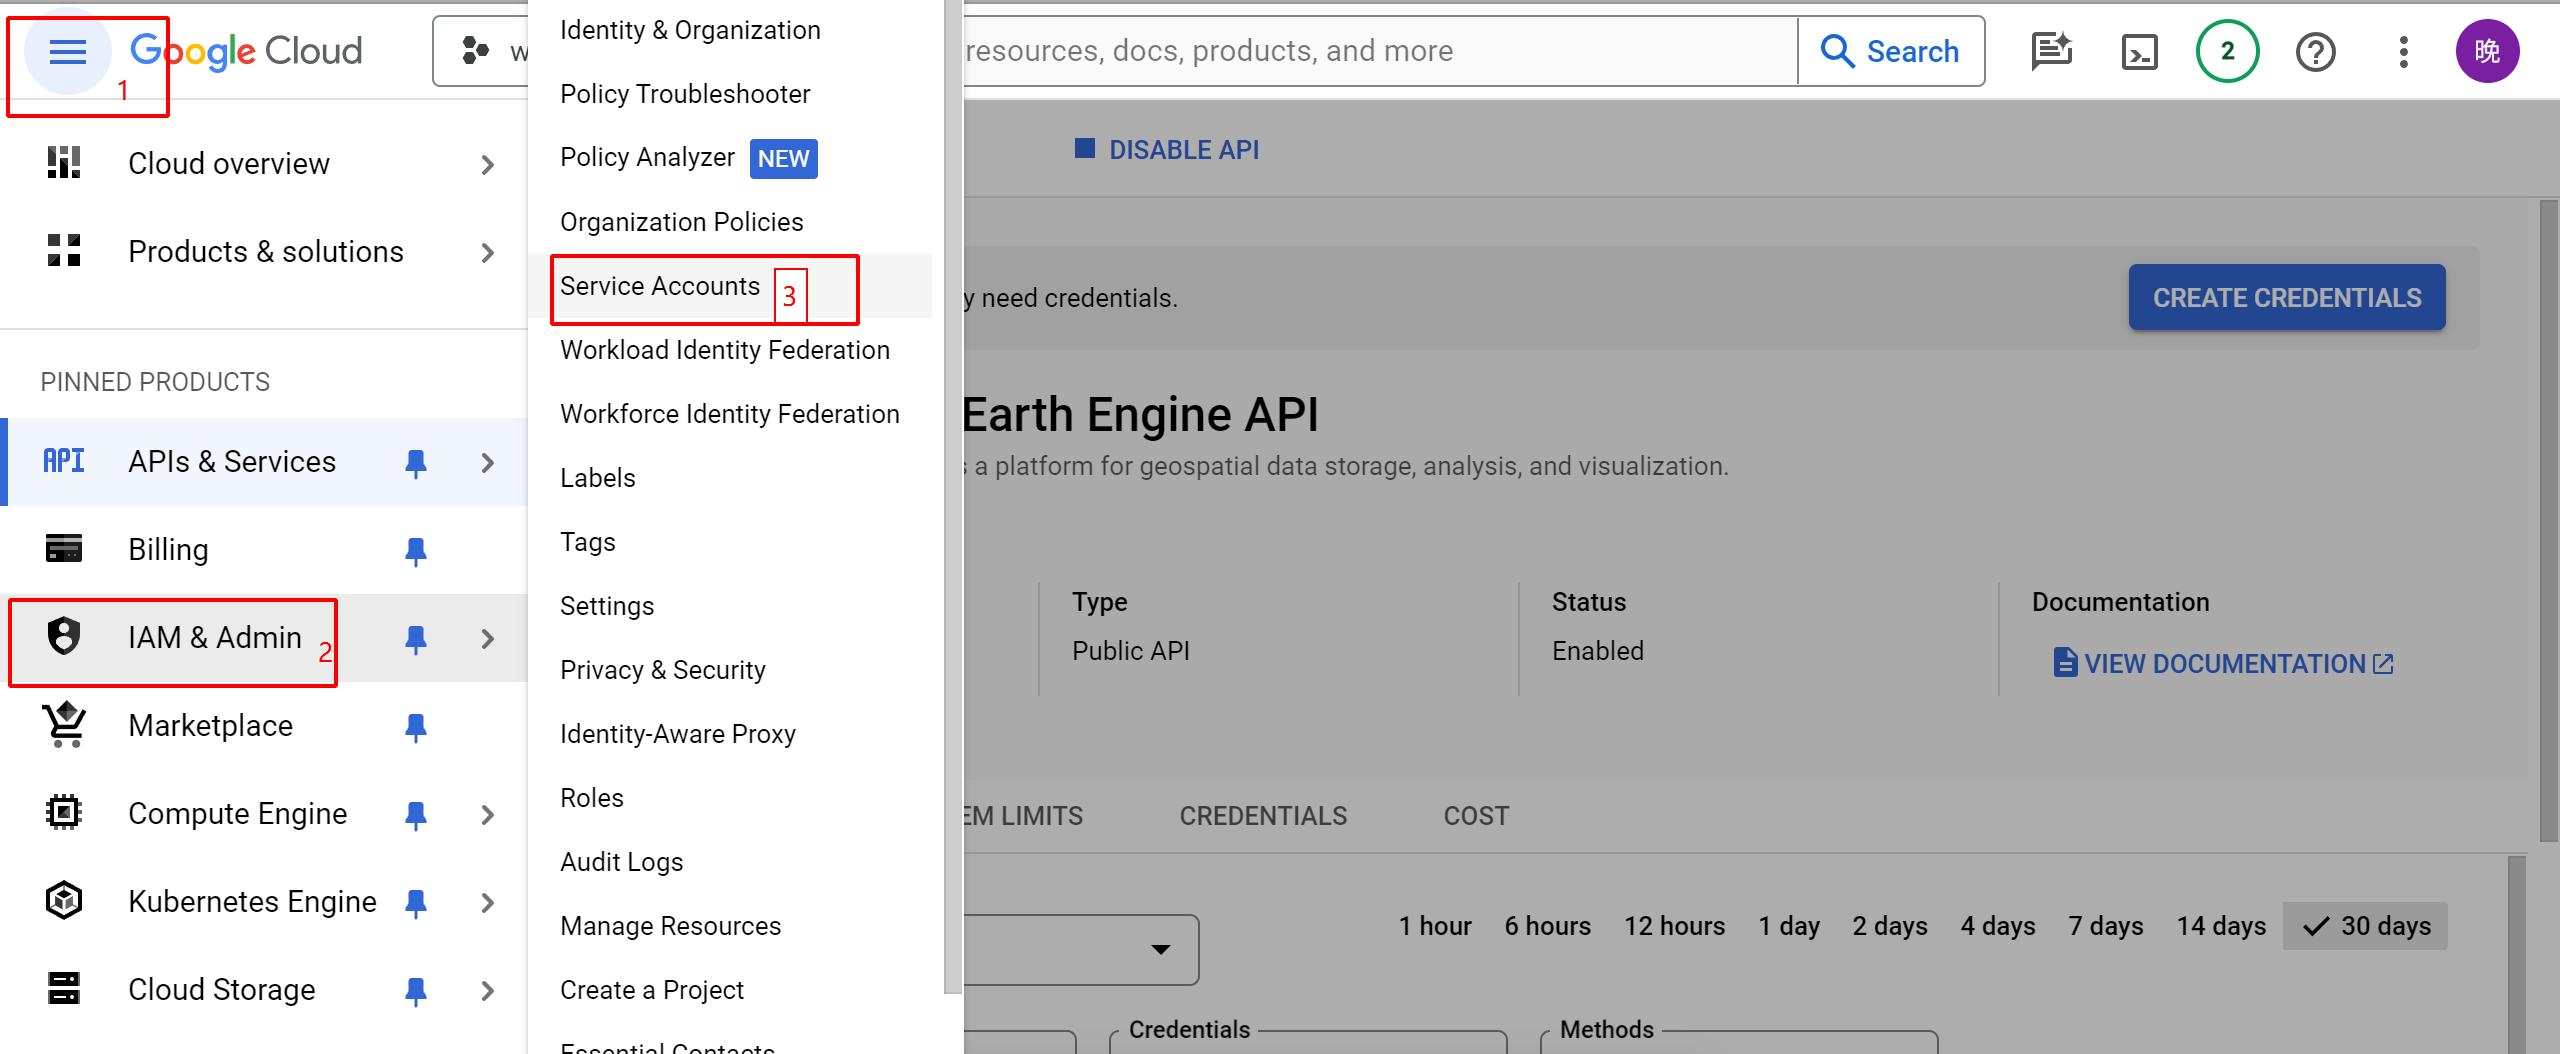 Google Cloud
w
resources, docs, products, and more
Search
2
晚
1
Cloud overview
Products & solutions
PINNED PRODUCTS
API APIs & Services
Billing
IAM & Admin 2
Marketplace
Compute Engine
Kubernetes Engine
Cloud Storage
Identity & Organization
Policy Troubleshooter
Policy Analyzer NEW
Organization Policies
Service Accounts 3
Workload Identity Federation
Workforce Identity Federation
Labels
Tags
Settings
Privacy & Security
Identity-Aware Proxy
Roles
Audit Logs
Manage Resources
Create a Project
Essential Contacts
DISABLE API
y need credentials.
CREATE CREDENTIALS
Earth Engine API
s a platform for geospatial data storage, analysis, and visualization.
Type
Public API
Status
Enabled
Documentation
VIEW DOCUMENTATION
EM LIMITS
CREDENTIALS
COST
1 hour 6 hours 12 hours 1 day 2 days 4 days 7 days 14 days 30 days
Credentials
Methods